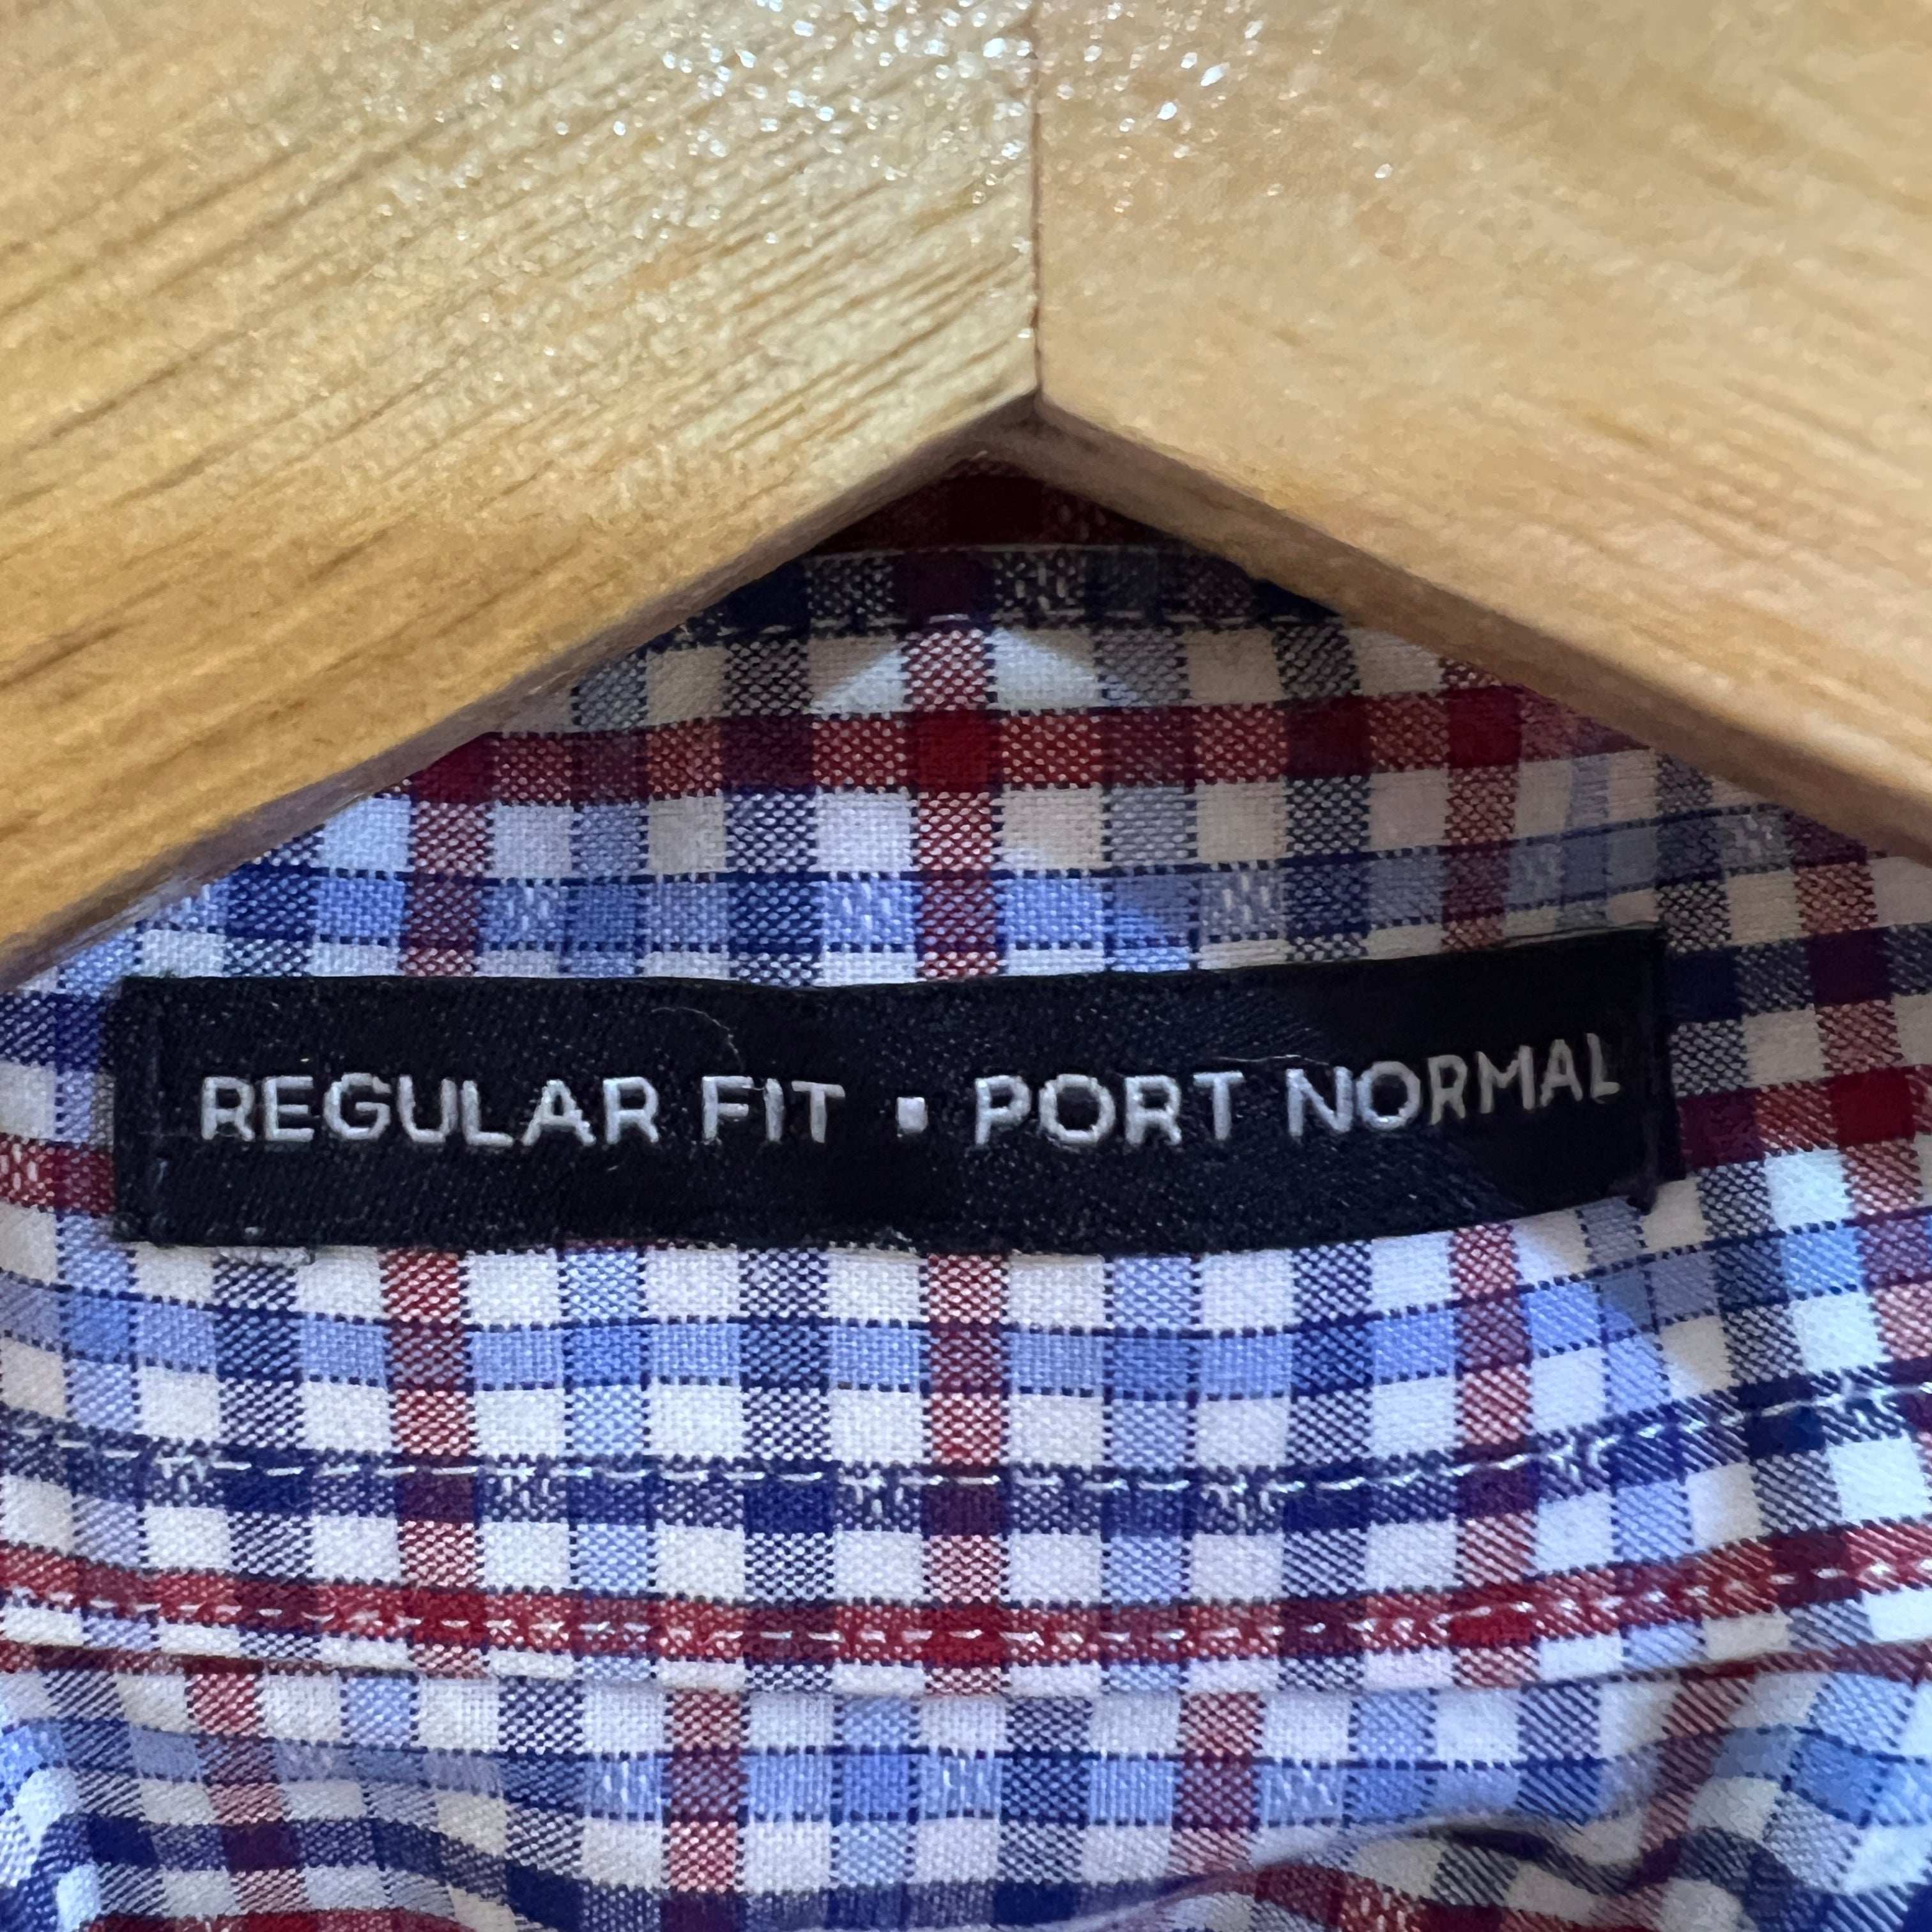 REGULAR FIT ▪ PORT NORMAL